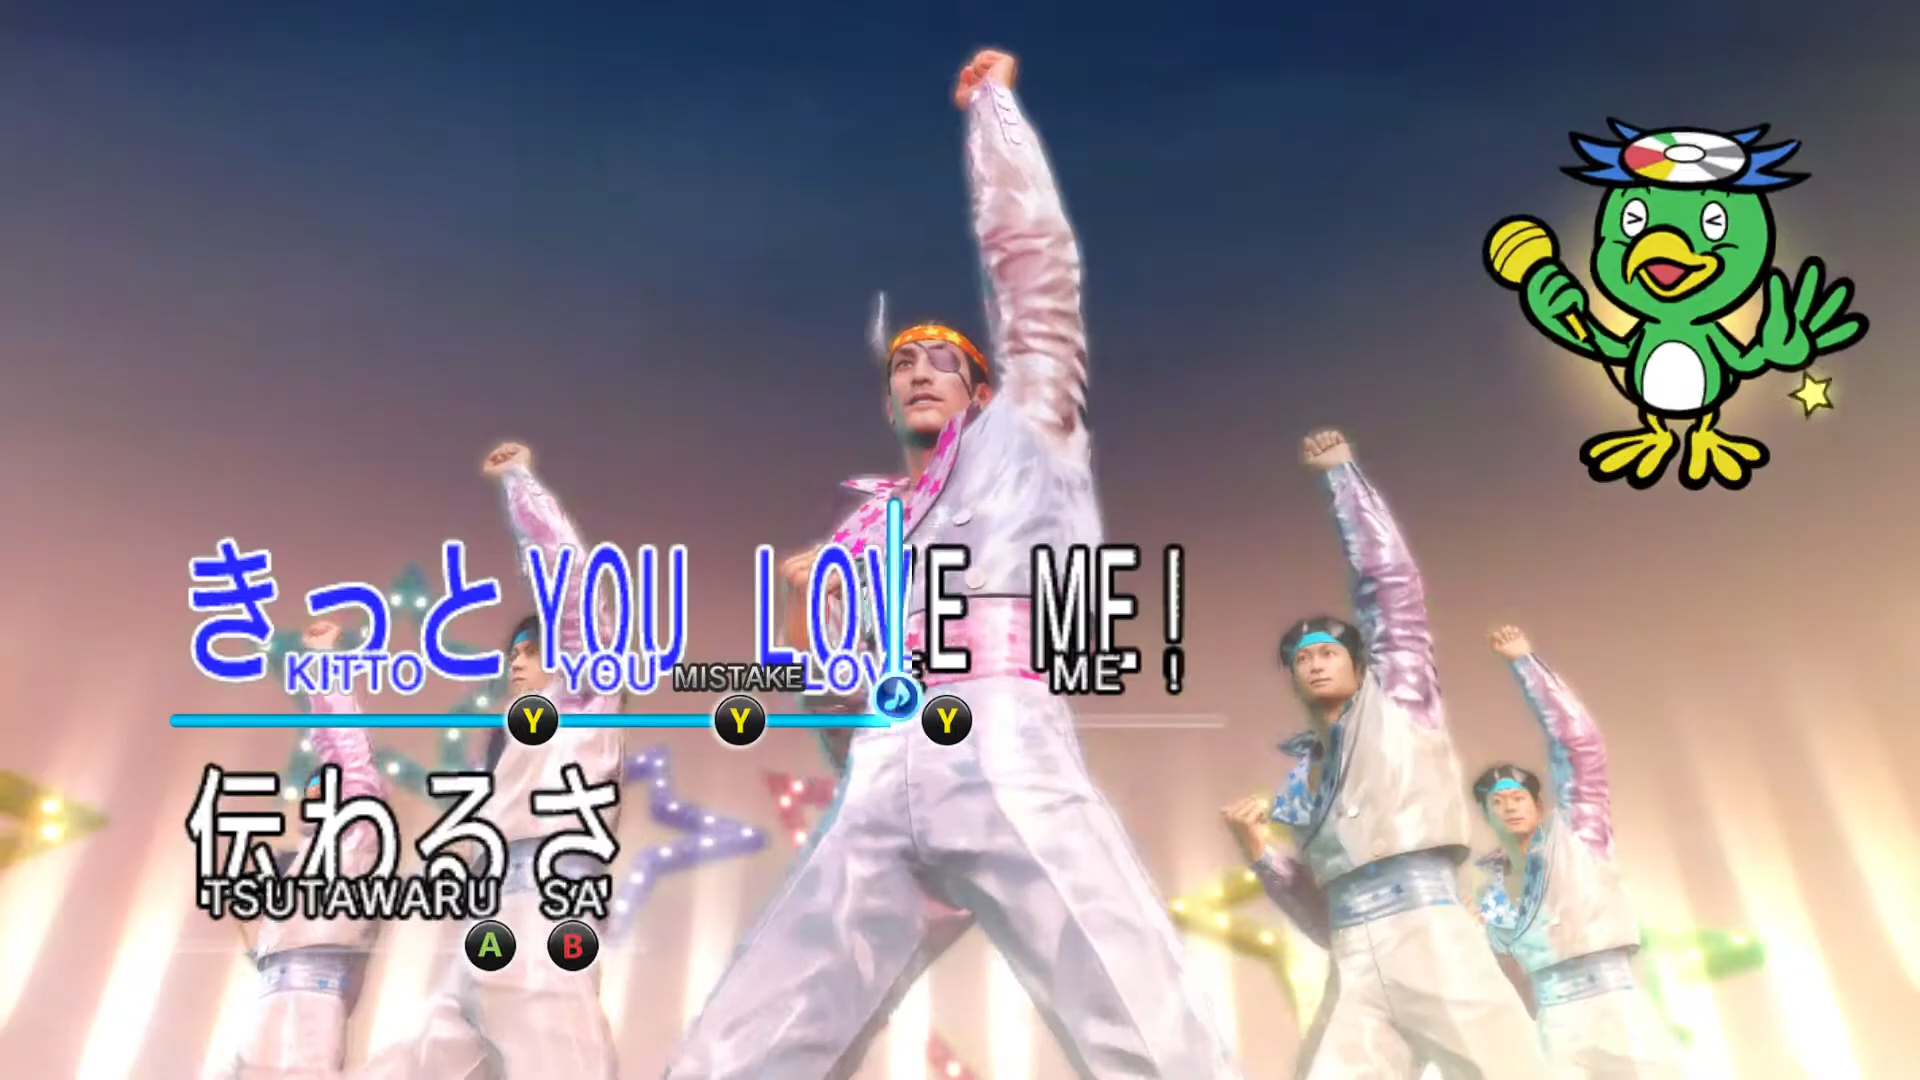 きっとYOU LOVE ME!
KITTO YOU MISTAKE LOVE ME !
Y Y Y
伝わるさ
TSUTAWARU SA
A B